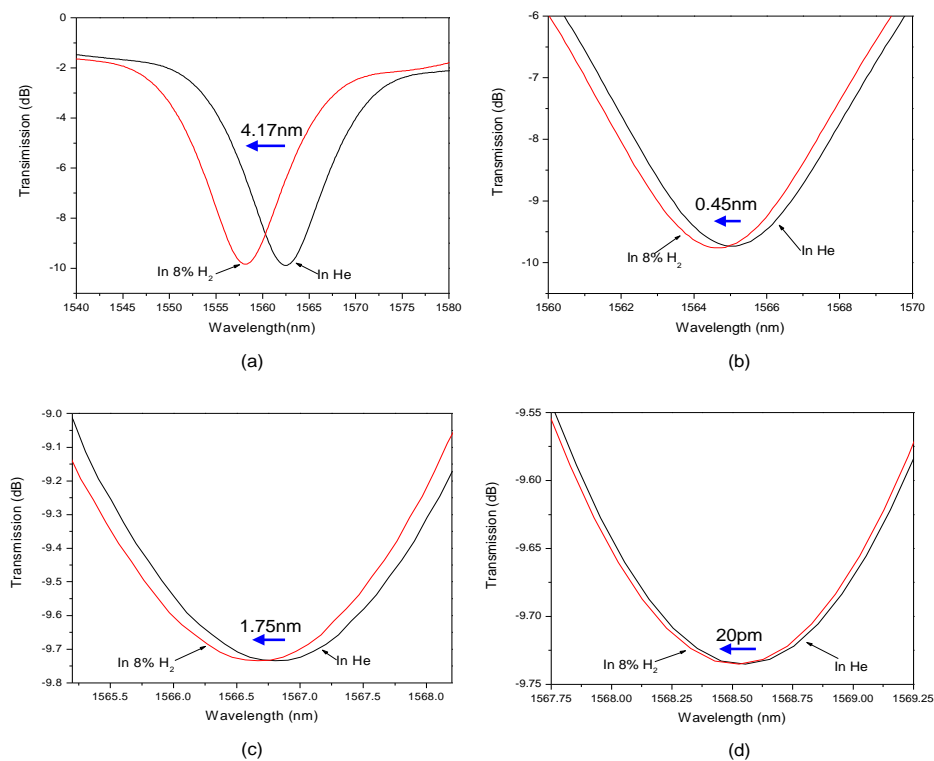 0
-2
-4
-6
-8
-10
Transimission (dB)
4.17nm
In 8% H2
In He
1540 1545 1550 1555 1560 1565 1570 1575 1580
Wavelength(nm)
(a)
-6
-7
-8
-9
-10
Transmission (dB)
0.45nm
In 8% H2
In He
1560 1562 1564 1566 1568 1570
Wavelength (nm)
(b)
-9.0
-9.1
-9.2
-9.3
-9.4
-9.5
-9.6
-9.7
-9.8
Transmission (dB)
1.75nm
In 8% H2
In He
1565.5 1566.0 1566.5 1567.0 1567.5 1568.0
Wavelength (nm)
(c)
-9.55
-9.60
-9.65
-9.70
-9.75
Transmission (dB)
20pm
In 8% H2
In He
1567.75 1568.00 1568.25 1568.50 1568.75 1569.00 1569.25
Wavelength (nm)
(d)